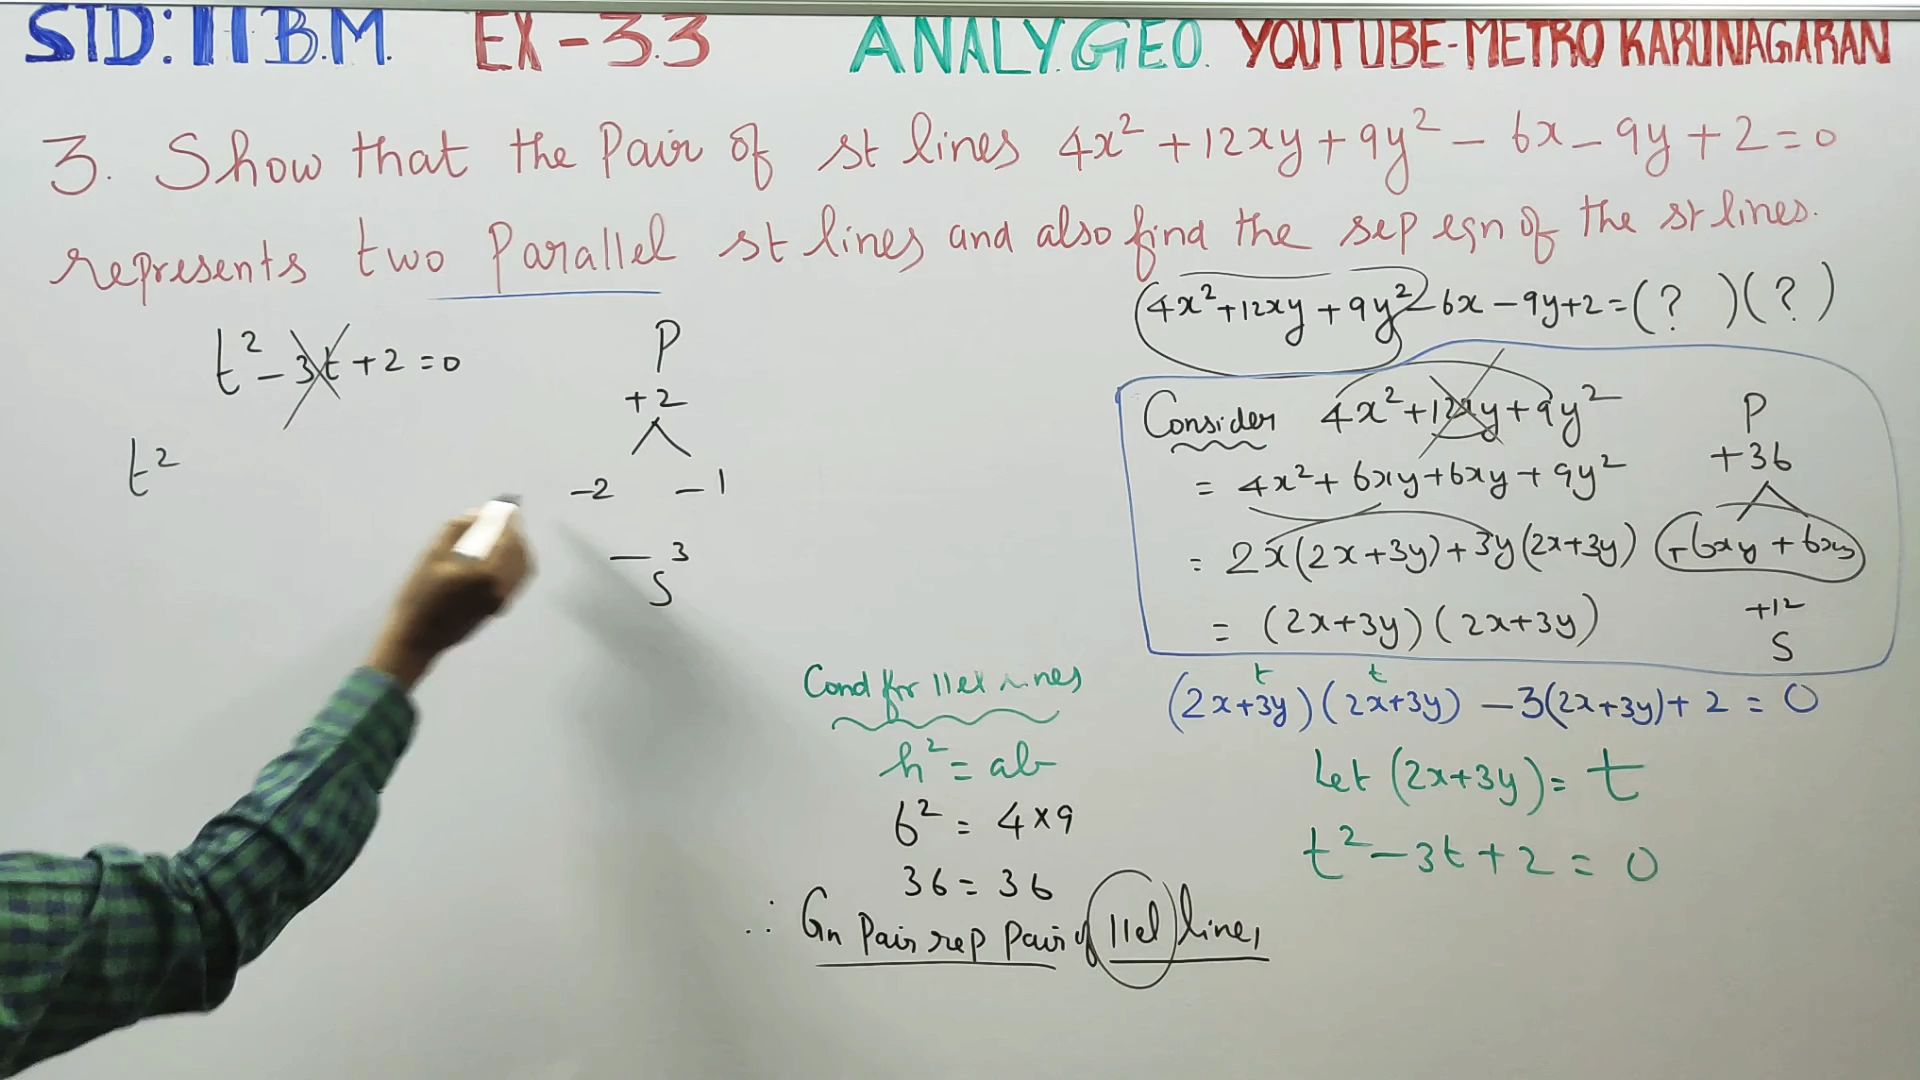 STD: 11 B.M. EX-3.3 ANALY.GEO. YOUTUBE-METRO KARUNAGARAN
3. Show that the Pair of st lines 4x² + 12xy + 9y² - 6x - 9y + 2 = 0
represents two Parallel st lines and also find the sep eqn of the st lines.
(4x² + 12xy + 9y²) - 6x - 9y + 2 = (? )(? )
t² - 3t + 2 = 0
P
+2
-2 -1
-3
S
t²
Consider 4x² + 12xy + 9y²
= 4x² + 6xy + 6xy + 9y²
= 2x(2x+3y) + 3y(2x+3y)
= (2x+3y)(2x+3y)
P
+36
+6xy + 6xy
+12
S
t t
(2x+3y)(2x+3y) - 3(2x+3y) + 2 = 0
Let (2x+3y) = t
t² - 3t + 2 = 0
Cond for llel lines
h² = ab
6² = 4 × 9
36 = 36
∴ Gn Pair rep Pair of llel lines